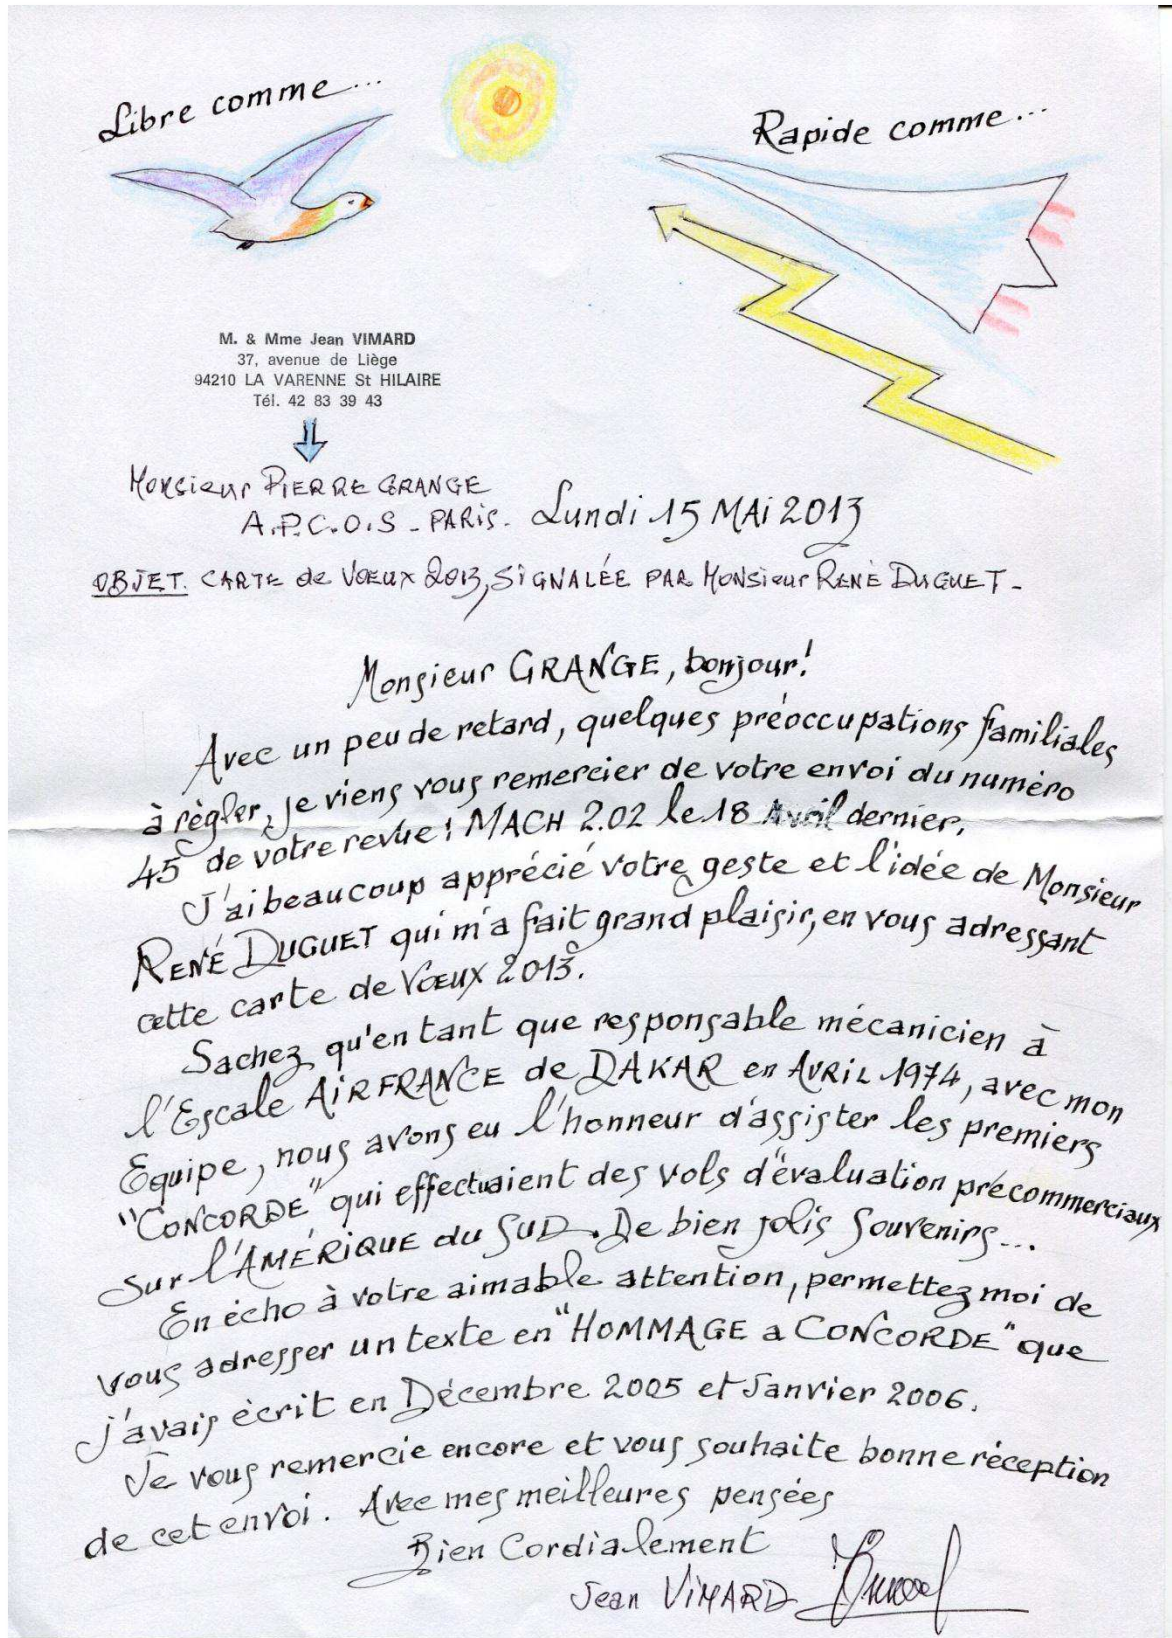 Libre comme...
Rapide comme...
M. & Mme Jean VIMARD
37, avenue de Liège
94210 LA VARENNE St HILAIRE
Tél. 42 83 39 43
Monsieur PIERRE GRANGE
A.P.C.O.S - PARIS. Lundi 15 MAI 2013
OBJET. CARTE de VŒUX 2013, SIGNALÉE PAR MONSIEUR RENÉ DUGUET -
Monsieur GRANGE, bonjour!
Avec un peu de retard, quelques préoccupations familiales
à règler, je viens vous remercier de votre envoi du numéro
45 de votre revue! MACH 2.02 le 18 Avril dernier.
J'ai beaucoup apprécié votre geste et l'idée de Monsieur
RENÉ DUGUET qui m'a fait grand plaisir, en vous adressant
cette carte de Vœux 2013.
Sachez qu'en tant que responsable mécanicien à
l'Escale AIR FRANCE de DAKAR en AVRIL 1974, avec mon
Equipe, nous avons eu l'honneur d'assister les premiers
"CONCORDE" qui effectuaient des vols d'évaluation précommerciaux
sur l'AMÉRIQUE du SUD. De bien jolis Souvenirs...
En écho à votre aimable attention, permettez moi de
vous adresser un texte en "HOMMAGE a CONCORDE" que
j'avais écrit en Décembre 2005 et Janvier 2006.
Je vous remercie encore et vous souhaite bonne réception
de cet envoi. Avec mes meilleures pensées
Bien Cordialement
Jean VIMARD